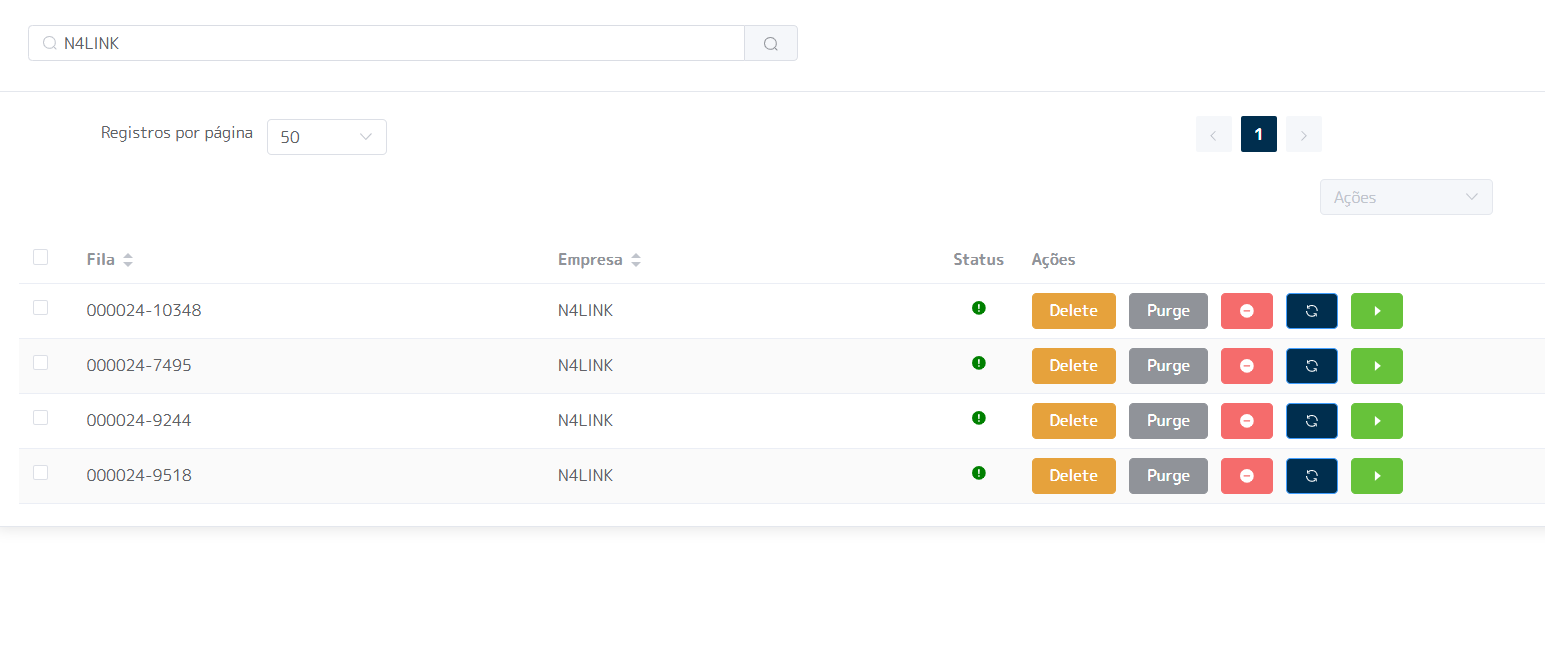 N4LINK
Registros por página 50
1
Ações
Fila Empresa Status Ações
000024-10348 N4LINK Delete Purge
000024-7495 N4LINK Delete Purge
000024-9244 N4LINK Delete Purge
000024-9518 N4LINK Delete Purge